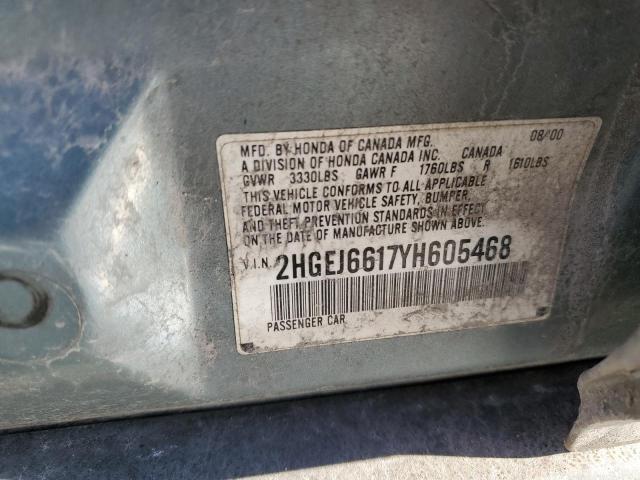 MFD. BY HONDA OF CANADA MFG. 08/00
A DIVISION OF HONDA CANADA INC. CANADA
GVWR 3330LBS GAWR F 1760LBS R 1610LBS
THIS VEHICLE CONFORMS TO ALL APPLICABLE
FEDERAL MOTOR VEHICLE SAFETY, BUMPER,
AND THEFT PREVENTION STANDARDS IN EFFECT
ON THE DATE OF MANUFACTURE SHOWN ABOVE.
V.I.N. 2HGEJ6617YH605468
PASSENGER CAR